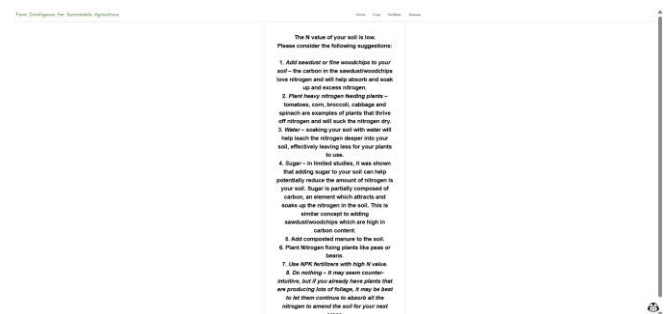 Farm Intelligence for Sustainable Agriculture
Home Crop Fertilizer Disease
The N value of your soil is low.
Please consider the following suggestions:
1. Add sawdust or fine woodchips to your
soil – the carbon in the sawdust/woodchips
love nitrogen and will help absorb and soak
up and excess nitrogen.
2. Plant heavy nitrogen feeding plants –
tomatoes, corn, broccoli, cabbage and
spinach are examples of plants that thrive
off nitrogen and will suck the nitrogen dry.
3. Water – soaking your soil with water will
help leach the nitrogen deeper into your
soil, effectively leaving less for your plants
to use.
4. Sugar – In limited studies, it was shown
that adding sugar to your soil can help
potentially reduce the amount of nitrogen is
your soil. Sugar is partially composed of
carbon, an element which attracts and
soaks up the nitrogen in the soil. This is
similar concept to adding
sawdust/woodchips which are high in
carbon content.
5. Add composted manure to the soil.
6. Plant Nitrogen fixing plants like peas or
beans.
7. Use NPK fertilizers with high N value.
8. Do nothing – It may seem counter-
intuitive, but if you already have plants that
are producing lots of foliage, it may be best
to let them continue to absorb all the
nitrogen to amend the soil for your next